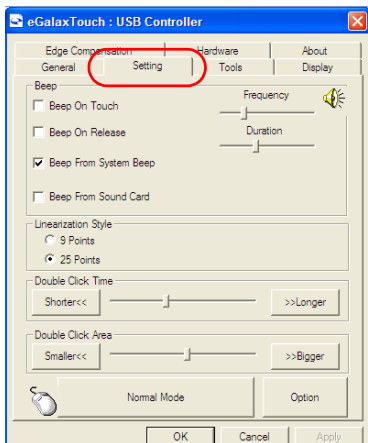 eGalaxTouch : USB Controller
Edge Compensation Hardware About
General Setting Tools Display
Beep
Beep On Touch
Frequency
Beep On Release
Duration
Beep From System Beep
Beep From Sound Card
Linearization Style
9 Points
25 Points
Double Click Time
Shorter<< >>Longer
Double Click Area
Smaller<< >>Bigger
Normal Mode Option
OK Cancel Apply